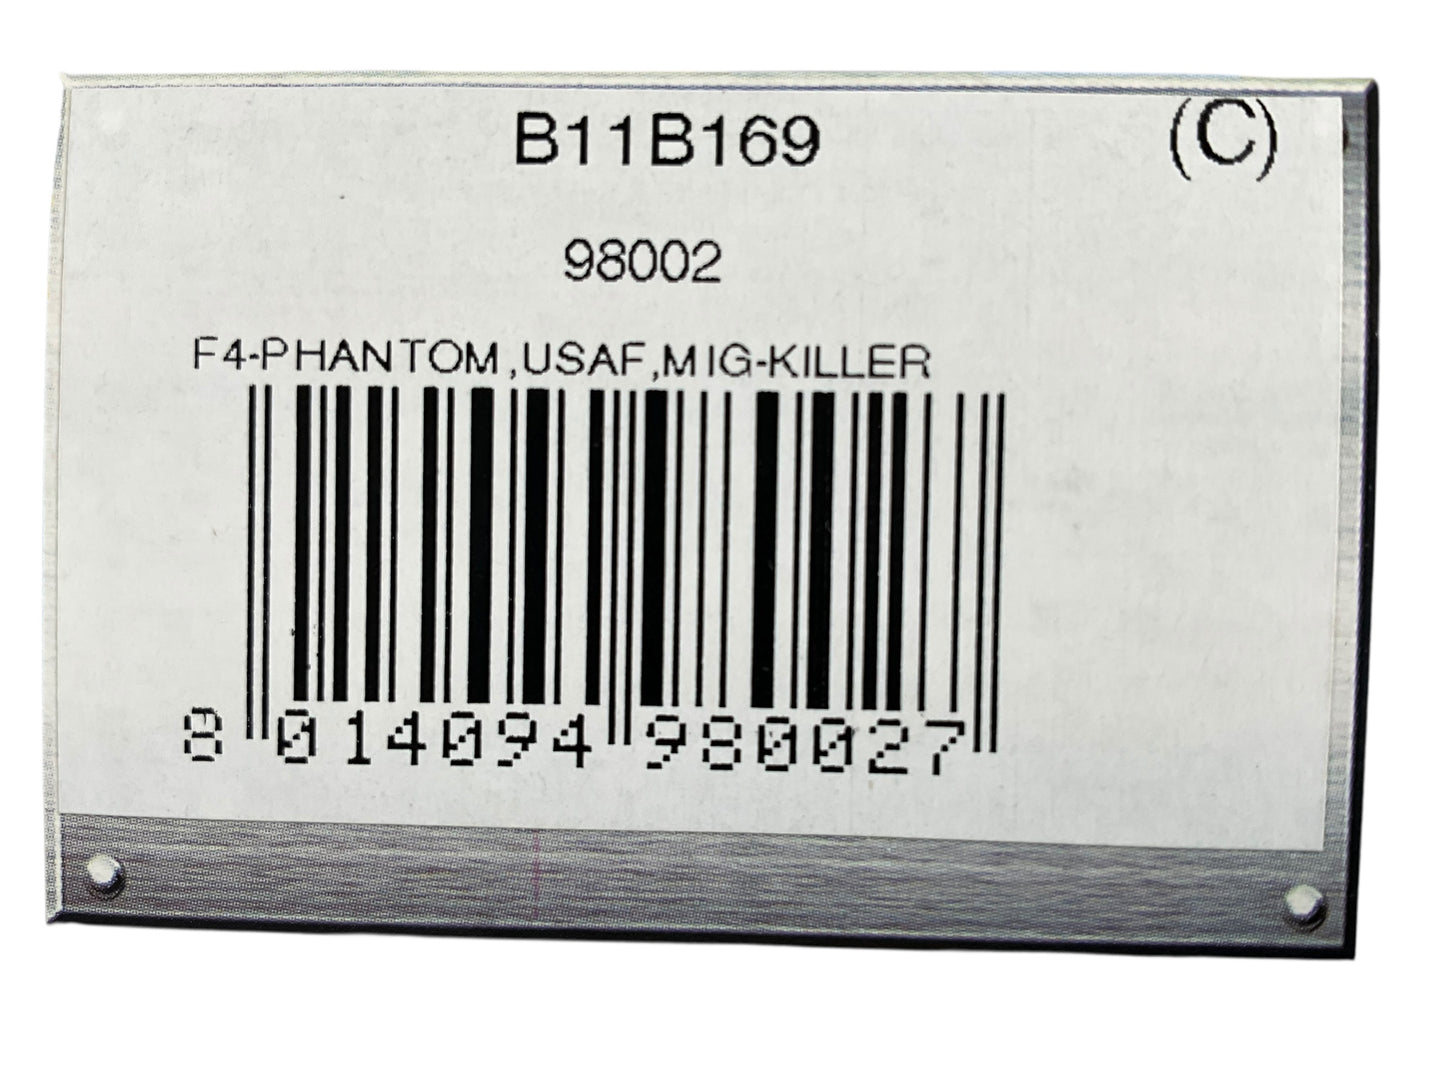 B11B169 (C)
98002
F4-PHANTOM,USAF,MIG-KILLER
8 014094 980027